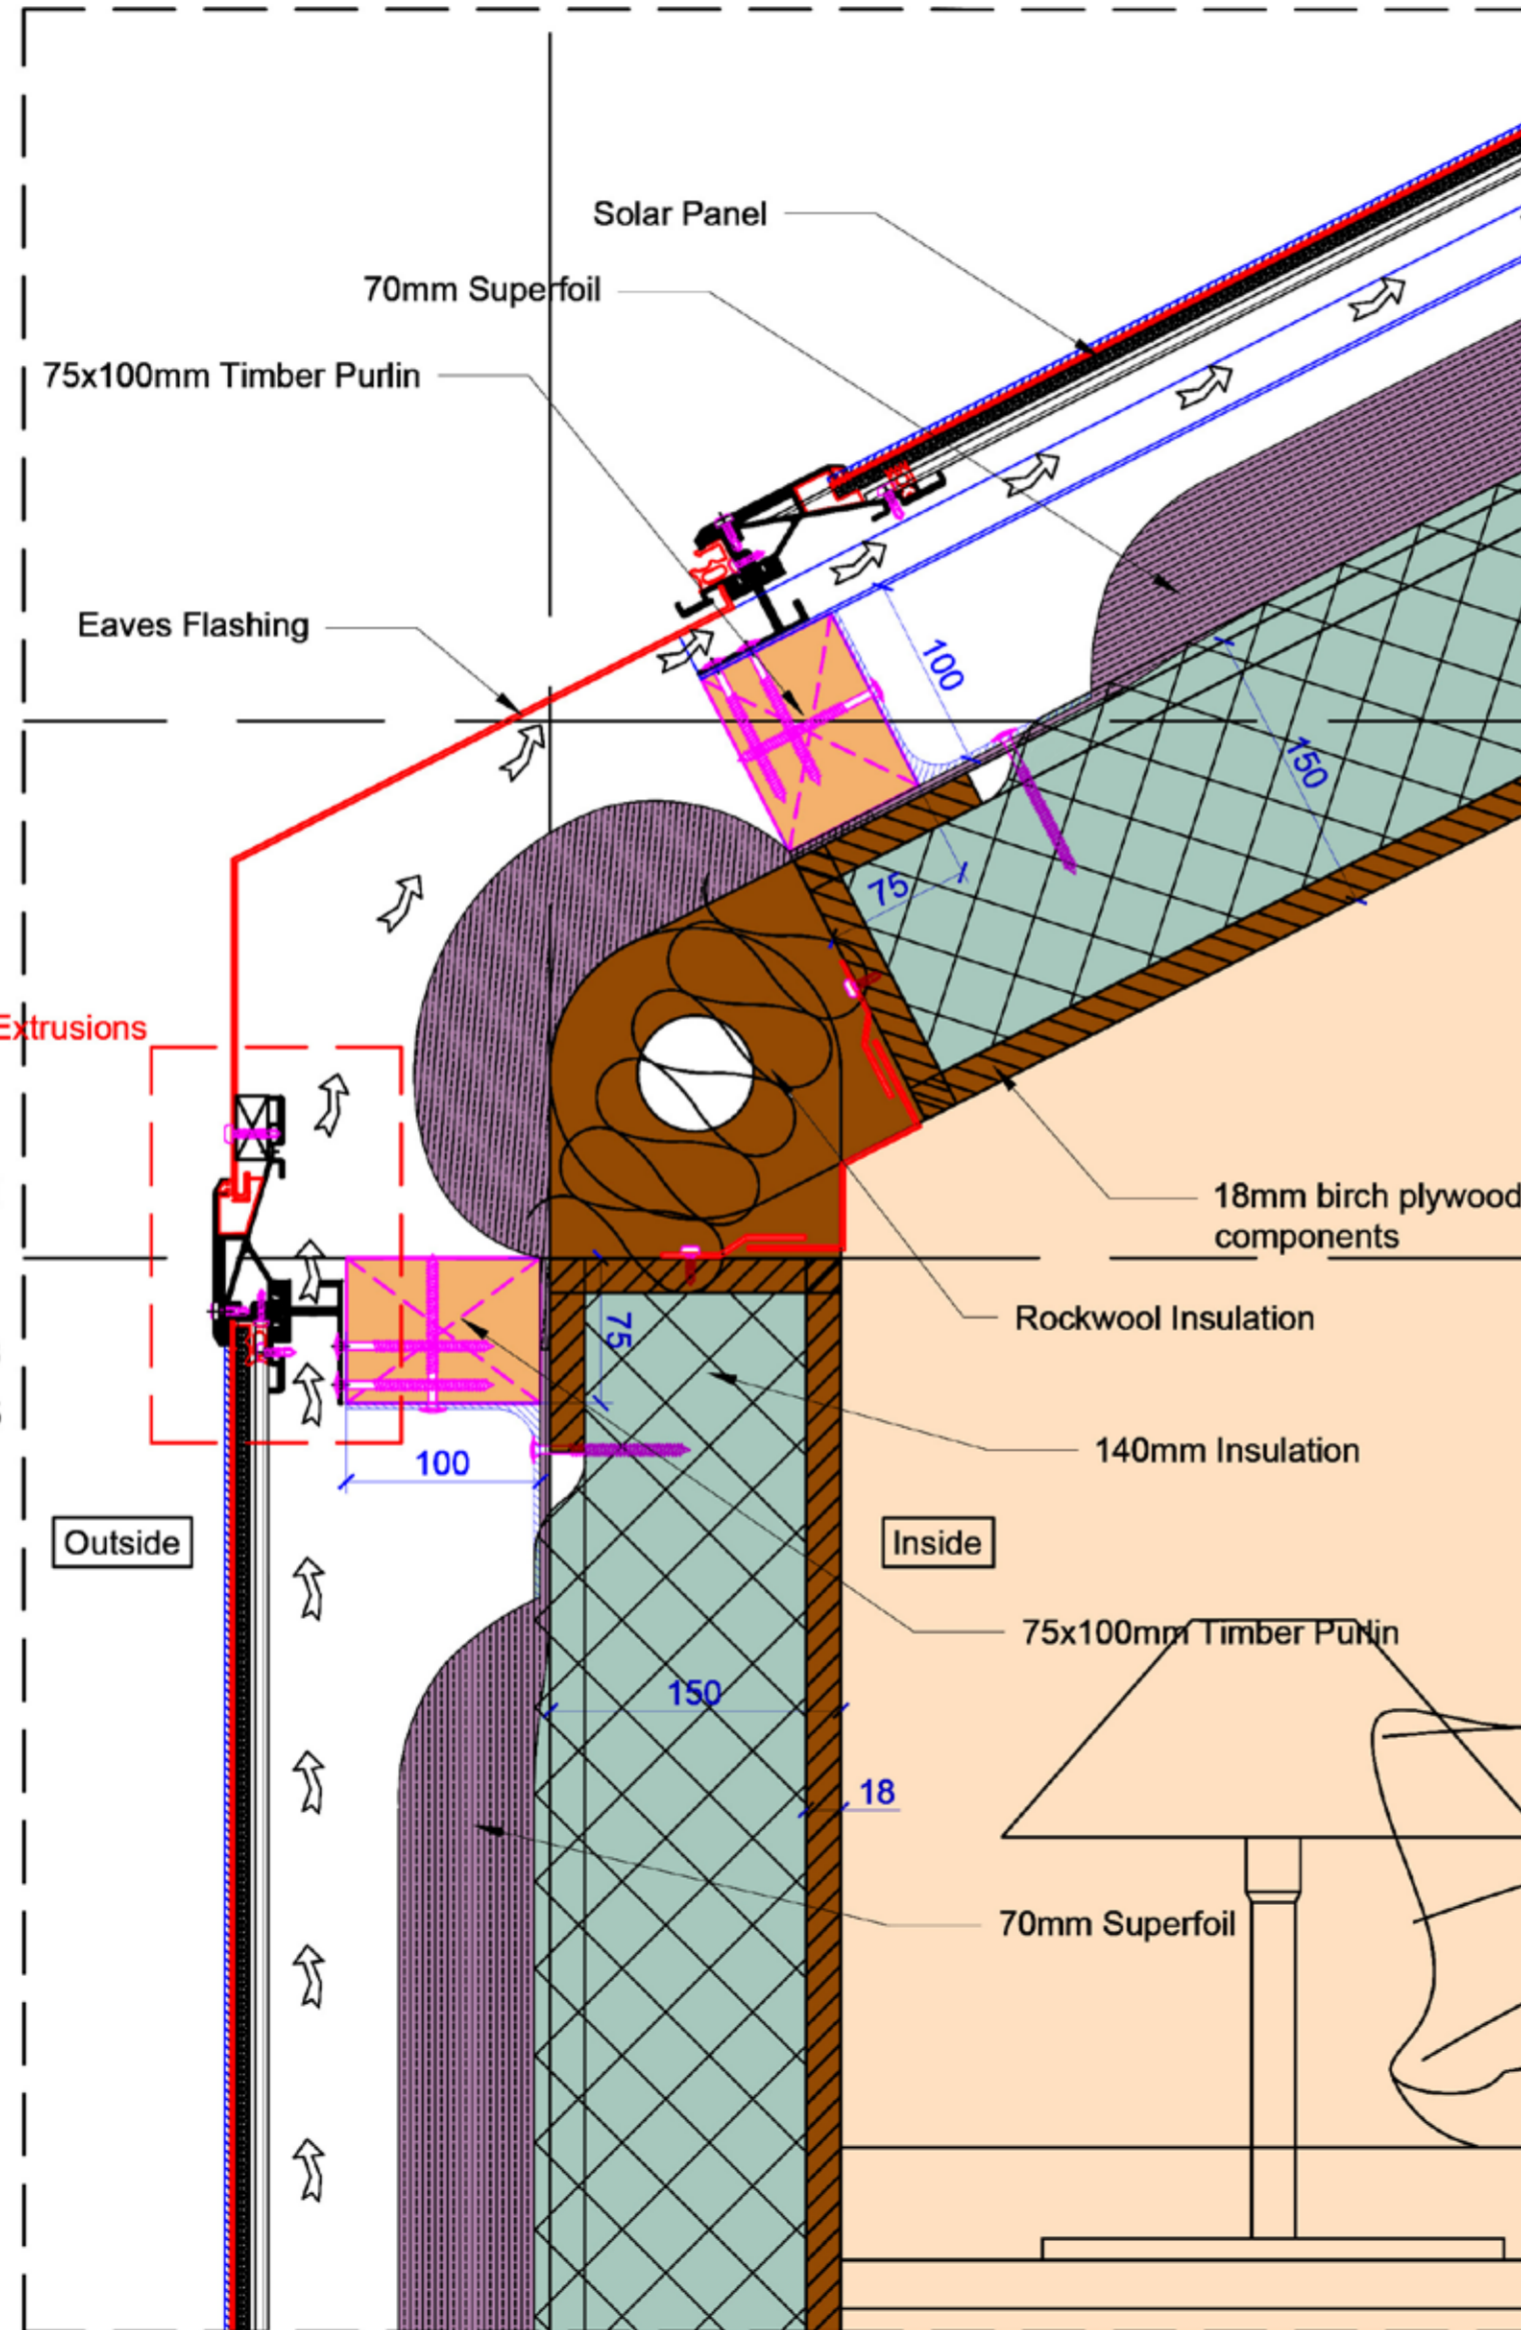 Solar Panel
70mm Superfoil
75x100mm Timber Purlin
Eaves Flashing
100
150
75
Extrusions
18mm birch plywood
components
Rockwool Insulation
75
140mm Insulation
100
Outside
Inside
75x100mm Timber Purlin
150
18
70mm Superfoil